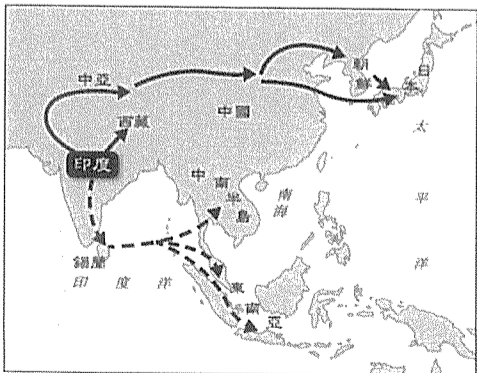 朝鮮
日本
中亞
西藏
中國
太平洋
印度
中南半島
南海
錫蘭
印度洋
東南亞